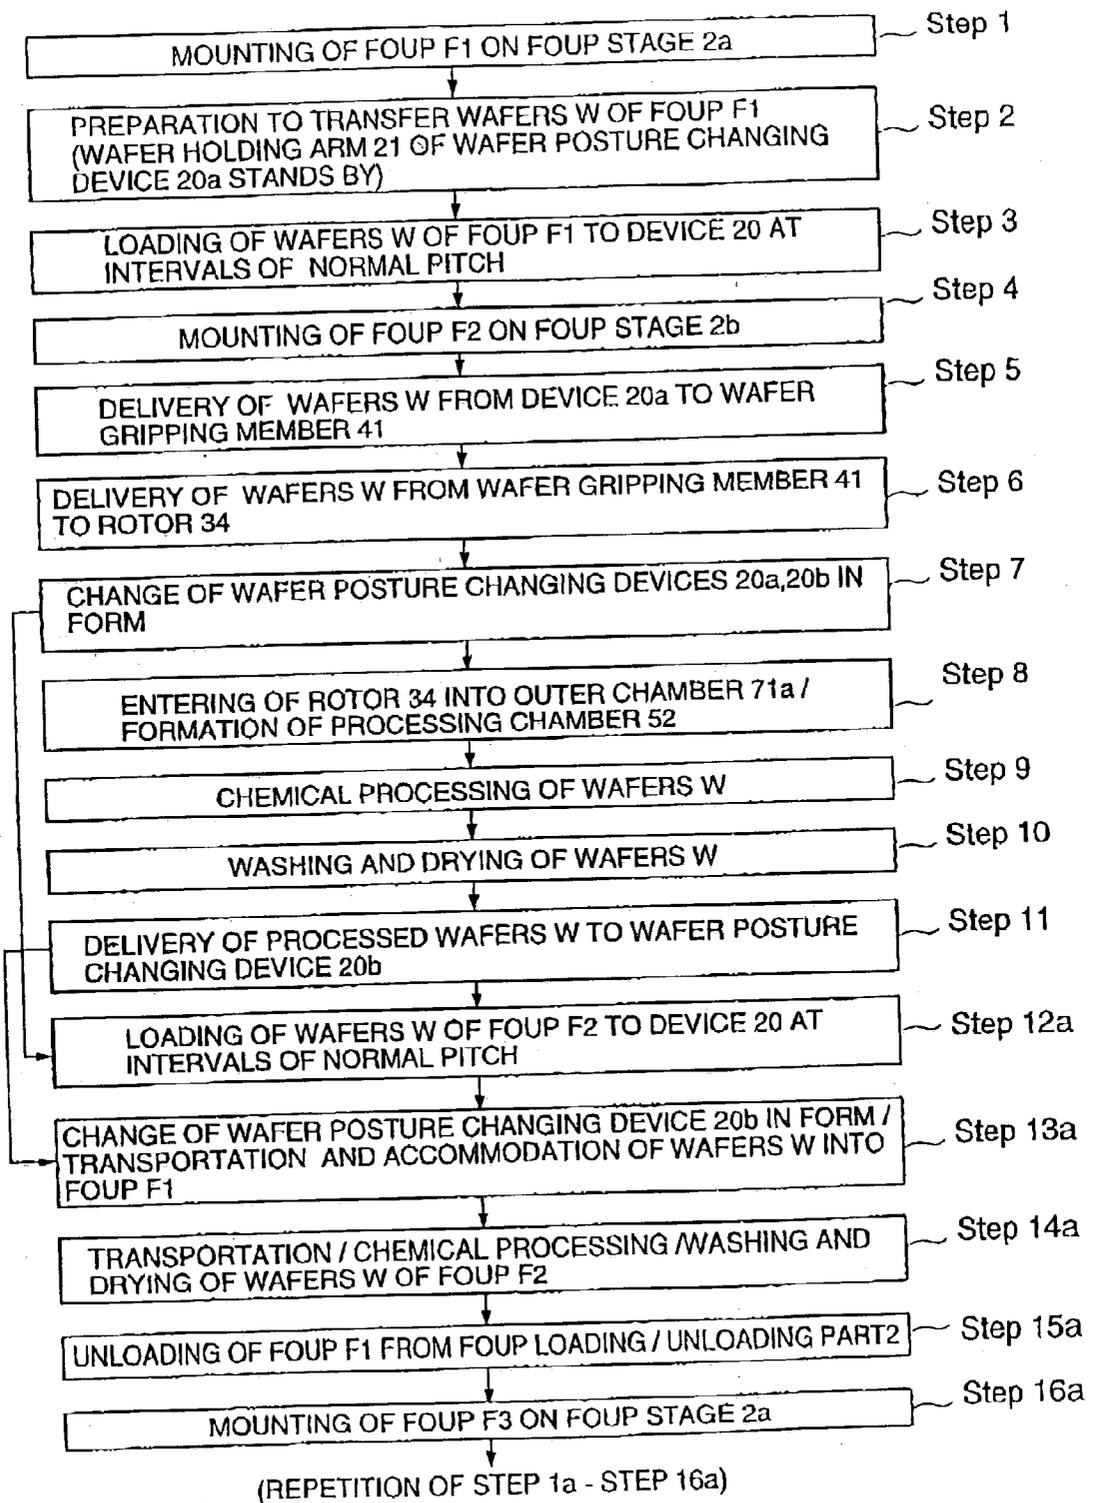 MOUNTING OF FOUP F1 ON FOUP STAGE 2a
Step 1
PREPARATION TO TRANSFER WAFERS W OF FOUP F1
(WAFER HOLDING ARM 21 OF WAFER POSTURE CHANGING
DEVICE 20a STANDS BY)
Step 2
LOADING OF WAFERS W OF FOUP F1 TO DEVICE 20 AT
INTERVALS OF NORMAL PITCH
Step 3
MOUNTING OF FOUP F2 ON FOUP STAGE 2b
Step 4
DELIVERY OF WAFERS W FROM DEVICE 20a TO WAFER
GRIPPING MEMBER 41
Step 5
DELIVERY OF WAFERS W FROM WAFER GRIPPING MEMBER 41
TO ROTOR 34
Step 6
CHANGE OF WAFER POSTURE CHANGING DEVICES 20a,20b IN
FORM
Step 7
ENTERING OF ROTOR 34 INTO OUTER CHAMBER 71a /
FORMATION OF PROCESSING CHAMBER 52
Step 8
CHEMICAL PROCESSING OF WAFERS W
Step 9
WASHING AND DRYING OF WAFERS W
Step 10
DELIVERY OF PROCESSED WAFERS W TO WAFER POSTURE
CHANGING DEVICE 20b
Step 11
LOADING OF WAFERS W OF FOUP F2 TO DEVICE 20 AT
INTERVALS OF NORMAL PITCH
Step 12a
CHANGE OF WAFER POSTURE CHANGING DEVICE 20b IN FORM /
TRANSPORTATION AND ACCOMMODATION OF WAFERS W INTO
FOUP F1
Step 13a
TRANSPORTATION / CHEMICAL PROCESSING /WASHING AND
DRYING OF WAFERS W OF FOUP F2
Step 14a
UNLOADING OF FOUP F1 FROM FOUP LOADING / UNLOADING PART2
Step 15a
MOUNTING OF FOUP F3 ON FOUP STAGE 2a
Step 16a
(REPETITION OF STEP 1a - STEP 16a)